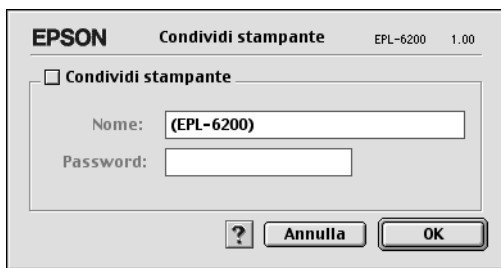 EPSON Condividi stampante EPL-6200 1.00
Condividi stampante
Nome: (EPL-6200)
Password:
? Annulla OK